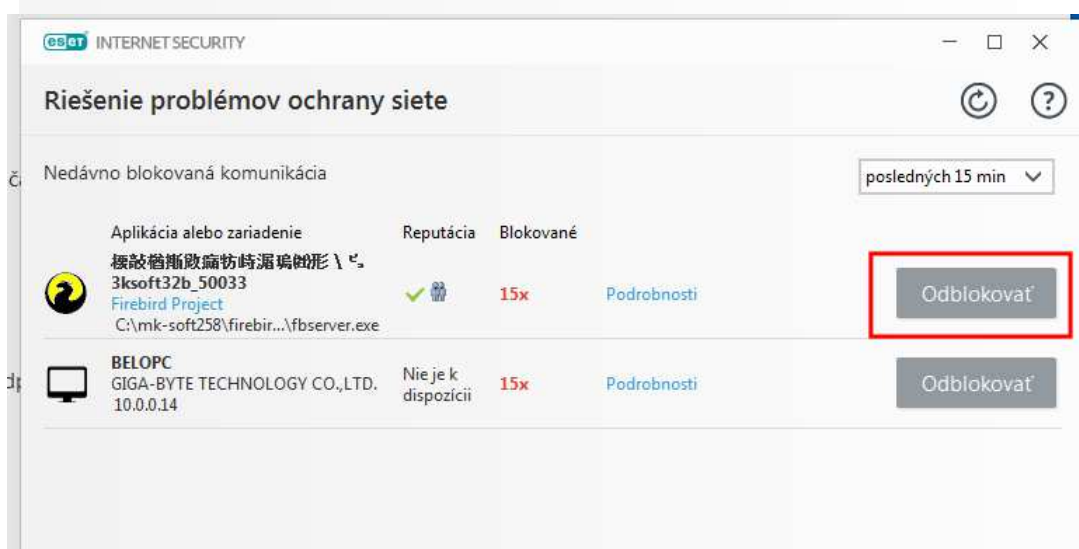 eset INTERNET SECURITY
Riešenie problémov ochrany siete
Nedávno blokovaná komunikácia
posledných 15 min
Aplikácia alebo zariadenie Reputácia Blokované
3ksoft32b_50033
Firebird Project
C:\mk-soft258\firebir...\fbserver.exe
15x Podrobnosti Odblokovať
BELOPC
GIGA-BYTE TECHNOLOGY CO.,LTD.
10.0.0.14
Nie je k
dispozícii
15x Podrobnosti Odblokovať